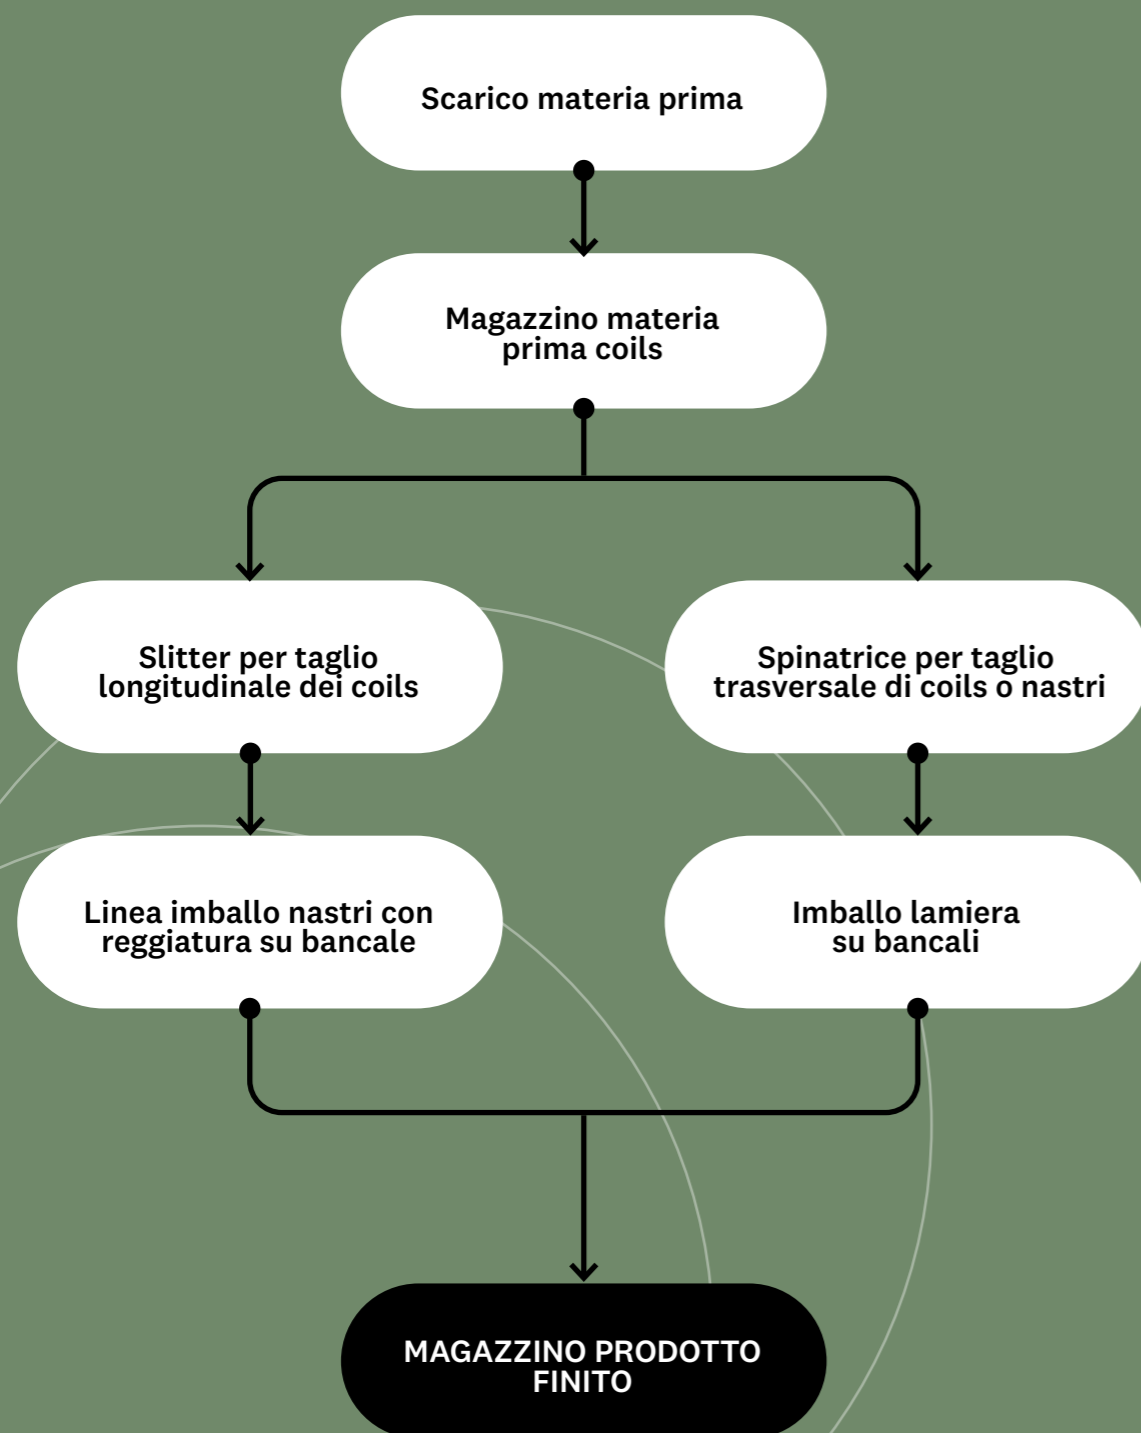 Scarico materia prima
Magazzino materia
prima coils
Slitter per taglio
longitudinale dei coils
Spinatrice per taglio
trasversale di coils o nastri
Linea imballo nastri con
reggiatura su bancale
Imballo lamiera
su bancali
MAGAZZINO PRODOTTO
FINITO